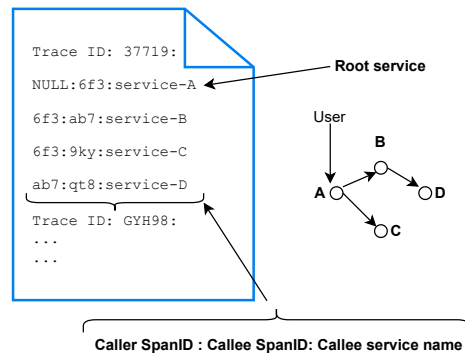 Trace ID: 37719:
NULL:6f3:service-A
6f3:ab7:service-B
6f3:9ky:service-C
ab7:qt8:service-D
Trace ID: GYH98:
...
...
Root service
User
B
A
D
C
Caller SpanID : Callee SpanID: Callee service name